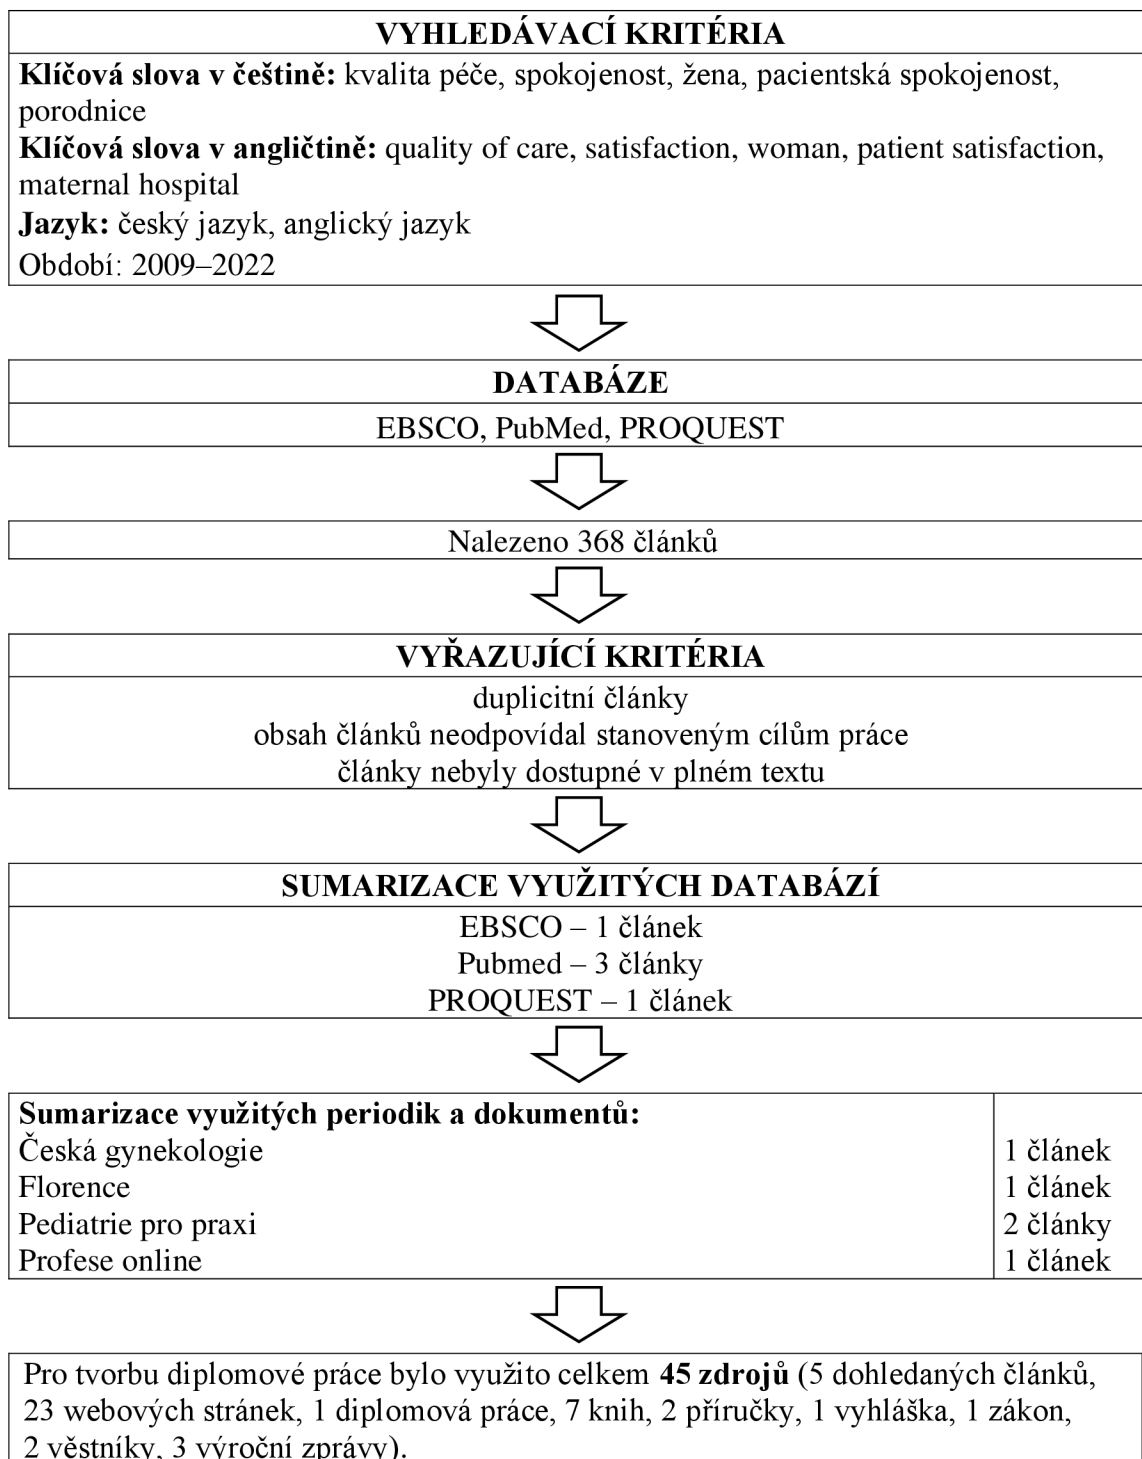 VYHLEDÁVACÍ KRITÉRIA
Klíčová slova v češtině: kvalita péče, spokojenost, žena, pacientská spokojenost,
porodnice
Klíčová slova v angličtině: quality of care, satisfaction, woman, patient satisfaction,
maternal hospital
Jazyk: český jazyk, anglický jazyk
Období: 2009–2022
DATABÁZE
EBSCO, PubMed, PROQUEST
Nalezeno 368 článků
VYŘAZUJÍCÍ KRITÉRIA
duplicitní články
obsah článků neodpovídal stanoveným cílům práce
články nebyly dostupné v plném textu
SUMARIZACE VYUŽITÝCH DATABÁZÍ
EBSCO – 1 článek
Pubmed – 3 články
PROQUEST – 1 článek
Sumarizace využitých periodik a dokumentů:
Česká gynekologie 1 článek
Florence 1 článek
Pediatrie pro praxi 2 články
Profese online 1 článek
Pro tvorbu diplomové práce bylo využito celkem 45 zdrojů (5 dohledaných článků,
23 webových stránek, 1 diplomová práce, 7 knih, 2 příručky, 1 vyhláška, 1 zákon,
2 věstníky, 3 výroční zprávy).